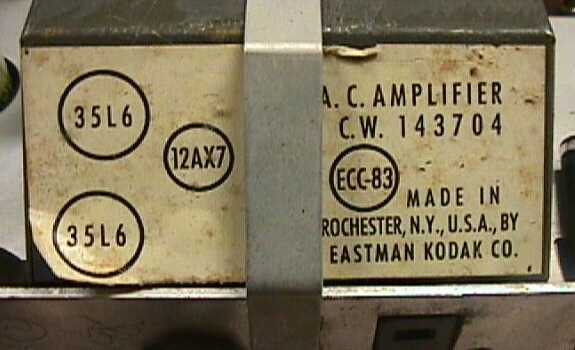 35L6
12AX7
35L6
A. C. AMPLIFIER
C.W. 143704
ECC-83
MADE IN
ROCHESTER, N.Y., U.S.A., BY
EASTMAN KODAK CO.